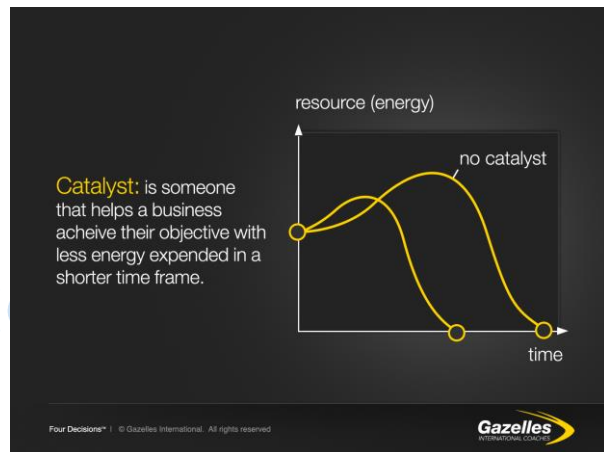 resource (energy)
no catalyst
Catalyst: is someone
that helps a business
acheive their objective with
less energy expended in a
shorter time frame.
time
Four Decisions™ | © Gazelles International. All rights reserved
Gazelles
INTERNATIONAL COACHES